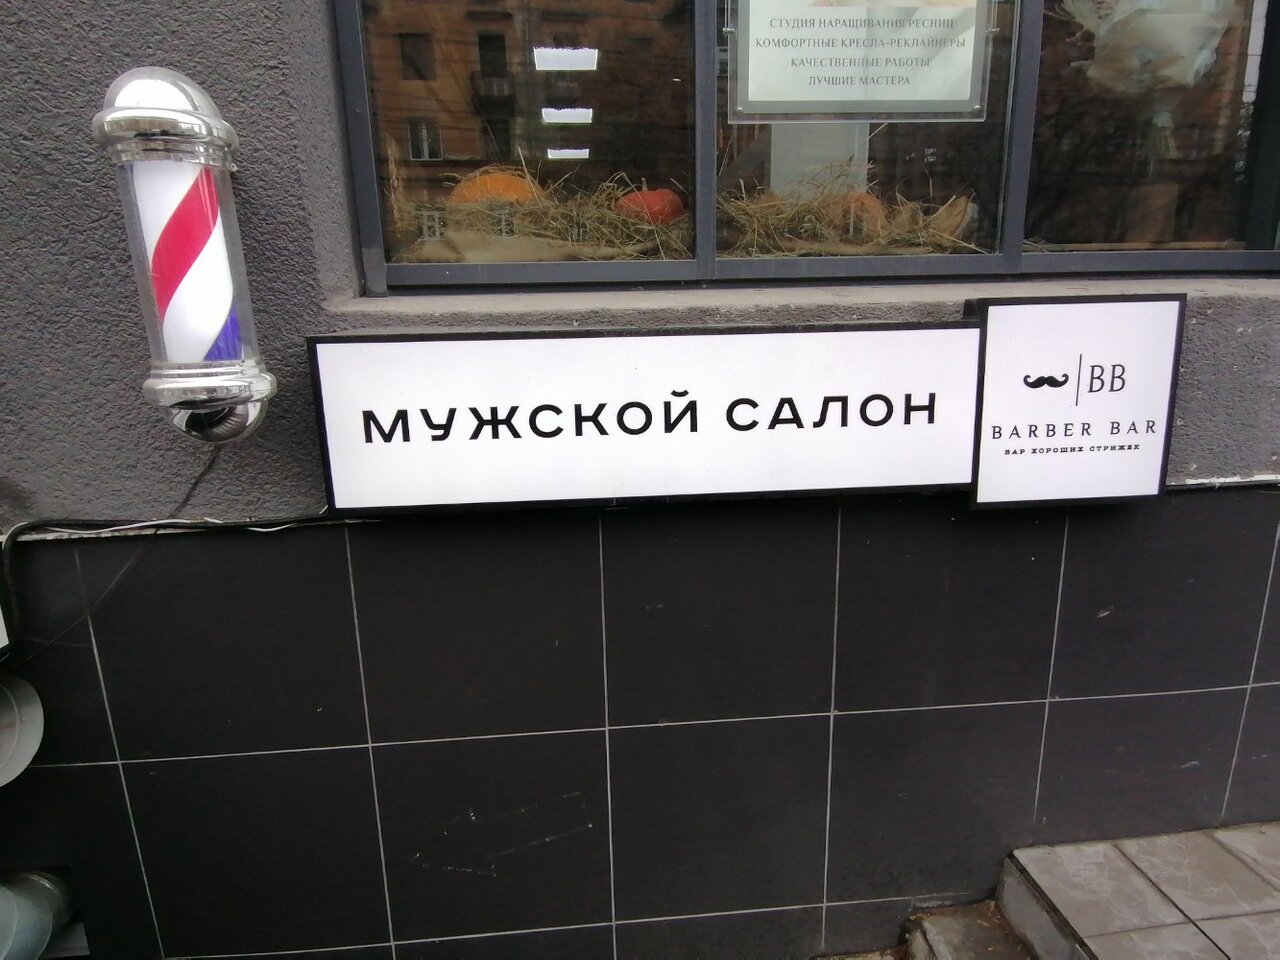 СТУДИЯ НАРАЩИВАНИЯ РЕСНИЦ
КОМФОРТНЫЕ КРЕСЛА-РЕКЛАЙНЕРЫ
КАЧЕСТВЕННЫЕ РАБОТЫ
ЛУЧШИЕ МАСТЕРА
МУЖСКОЙ САЛОН
BB
BARBER BAR
БАР ХОРОШИХ СТРИЖЕК